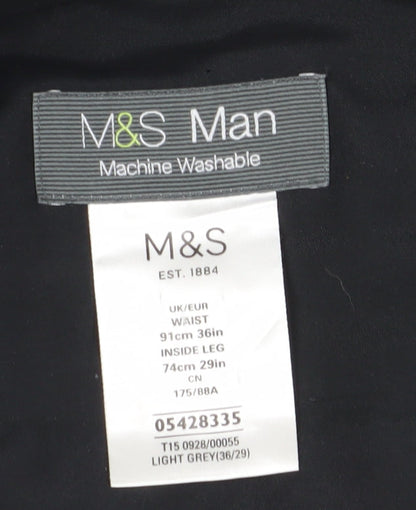 M&S Man
Machine Washable
M&S
EST. 1884
UK/EUR
WAIST
91cm 36in
INSIDE LEG
74cm 29in
CN
175/88A
05428335
T15 0928/00055
LIGHT GREY(36/29)